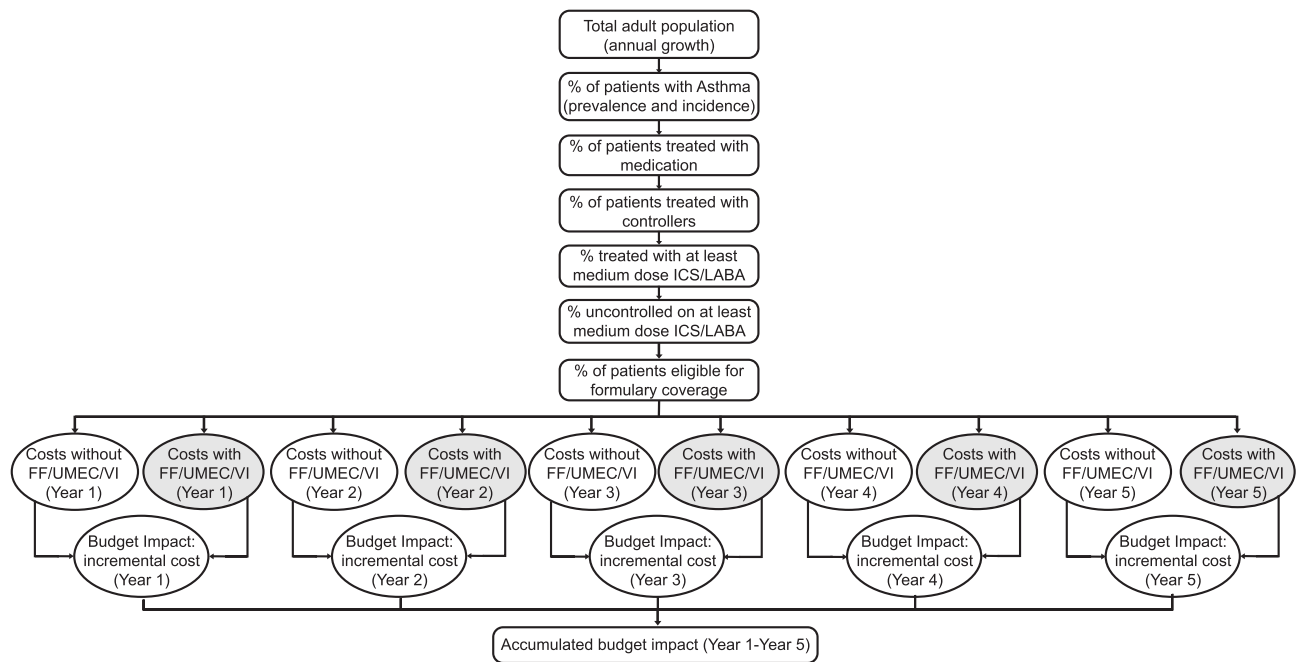 Total adult population
(annual growth)
% of patients with Asthma
(prevalence and incidence)
% of patients treated with
medication
% of patients treated with
controllers
% treated with at least
medium dose ICS/LABA
% uncontrolled on at least
medium dose ICS/LABA
% of patients eligible for
formulary coverage
Costs without
FF/UMEC/VI
(Year 1)
Costs with
FF/UMEC/VI
(Year 1)
Costs without
FF/UMEC/VI
(Year 2)
Costs with
FF/UMEC/VI
(Year 2)
Costs without
FF/UMEC/VI
(Year 3)
Costs with
FF/UMEC/VI
(Year 3)
Costs without
FF/UMEC/VI
(Year 4)
Costs with
FF/UMEC/VI
(Year 4)
Costs without
FF/UMEC/VI
(Year 5)
Costs with
FF/UMEC/VI
(Year 5)
Budget Impact:
incremental cost
(Year 1)
Budget Impact:
incremental cost
(Year 2)
Budget Impact:
incremental cost
(Year 3)
Budget Impact:
incremental cost
(Year 4)
Budget Impact:
incremental cost
(Year 5)
Accumulated budget impact (Year 1-Year 5)